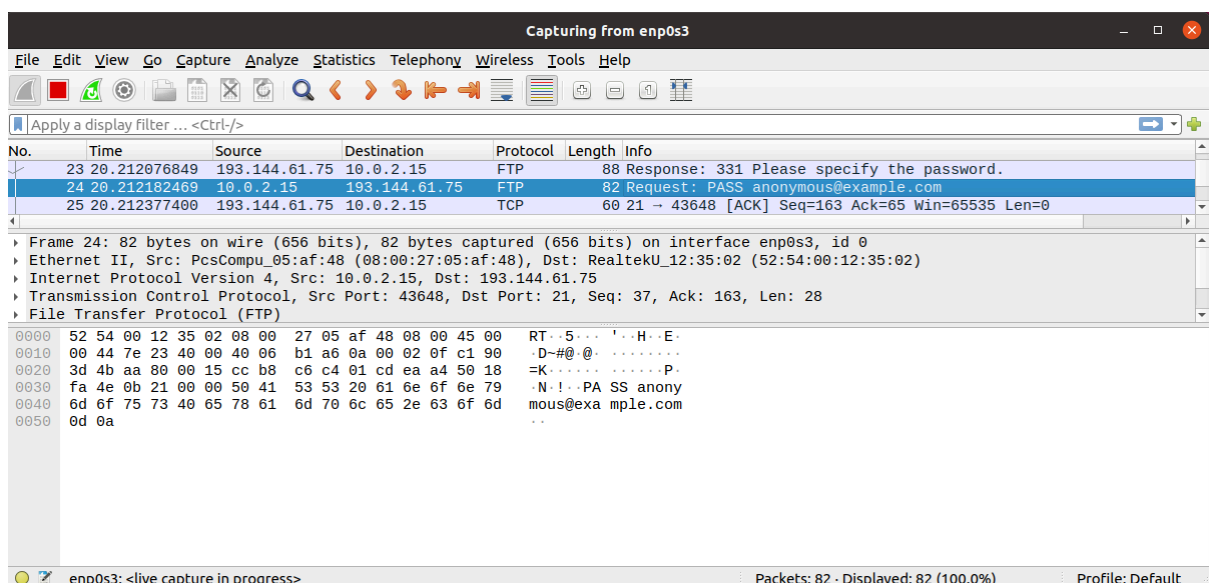 Capturing from enp0s3
File Edit View Go Capture Analyze Statistics Telephony Wireless Tools Help
Apply a display filter … <Ctrl-/>
No. Time Source Destination Protocol Length Info
23 20.212076849 193.144.61.75 10.0.2.15 FTP 88 Response: 331 Please specify the password.
24 20.212182469 10.0.2.15 193.144.61.75 FTP 82 Request: PASS anonymous@example.com
25 20.212377400 193.144.61.75 10.0.2.15 TCP 60 21 → 43648 [ACK] Seq=163 Ack=65 Win=65535 Len=0
Frame 24: 82 bytes on wire (656 bits), 82 bytes captured (656 bits) on interface enp0s3, id 0
Ethernet II, Src: PcsCompu_05:af:48 (08:00:27:05:af:48), Dst: RealtekU_12:35:02 (52:54:00:12:35:02)
Internet Protocol Version 4, Src: 10.0.2.15, Dst: 193.144.61.75
Transmission Control Protocol, Src Port: 43648, Dst Port: 21, Seq: 37, Ack: 163, Len: 28
File Transfer Protocol (FTP)
0000 52 54 00 12 35 02 08 00 27 05 af 48 08 00 45 00 RT··5··· '··H··E·
0010 00 44 7e 23 40 00 40 06 b1 a6 0a 00 02 0f c1 90 ·D~#@·@· ········
0020 3d 4b aa 80 00 15 cc b8 c6 c4 01 cd ea a4 50 18 =K······ ······P·
0030 fa 4e 0b 21 00 00 50 41 53 53 20 61 6e 6f 6e 79 ·N·!··PA SS anony
0040 6d 6f 75 73 40 65 78 61 6d 70 6c 65 2e 63 6f 6d mous@exa mple.com
0050 0d 0a ··
enp0s3: <live capture in progress> Packets: 82 · Displayed: 82 (100.0%) Profile: Default